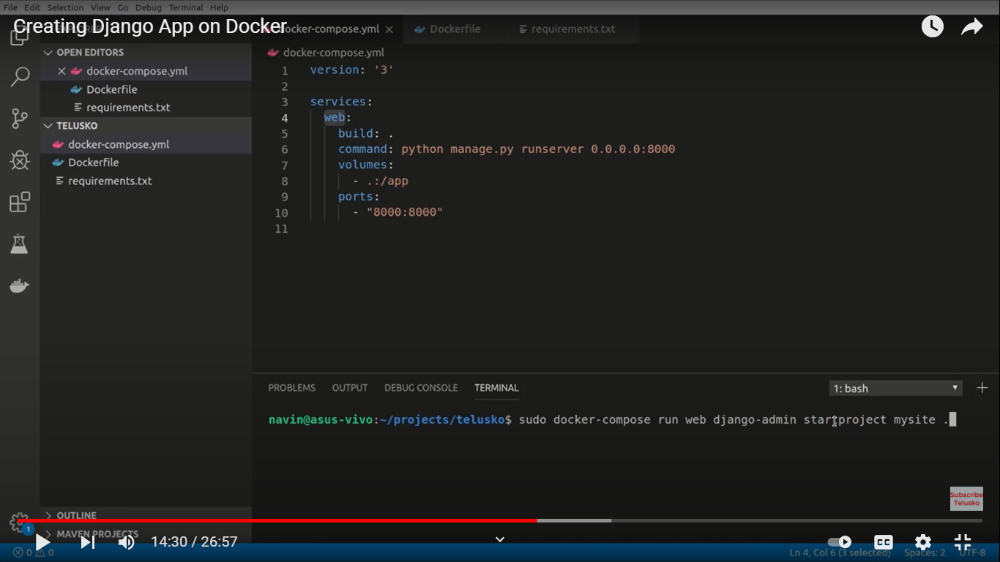 File Edit Selection View Go Debug Terminal Help
Creating Django App on Docker
docker-compose.yml
Dockerfile
requirements.txt
OPEN EDITORS
docker-compose.yml
Dockerfile
requirements.txt
TELUSKO
docker-compose.yml
Dockerfile
requirements.txt
OUTLINE
MAVEN PROJECTS
docker-compose.yml
1 version: '3'
2
3 services:
4 web:
5 build: .
6 command: python manage.py runserver 0.0.0.0:8000
7 volumes:
8 - .:/app
9 ports:
10 - "8000:8000"
11
PROBLEMS OUTPUT DEBUG CONSOLE TERMINAL
1: bash
navin@asus-vivo:~/projects/telusko$ sudo docker-compose run web django-admin startproject mysite .
Subscribe
Telusko
1
14:30 / 26:57
CC
0 0
Ln 4, Col 6 (3 selected) Spaces: 2 UTF-8